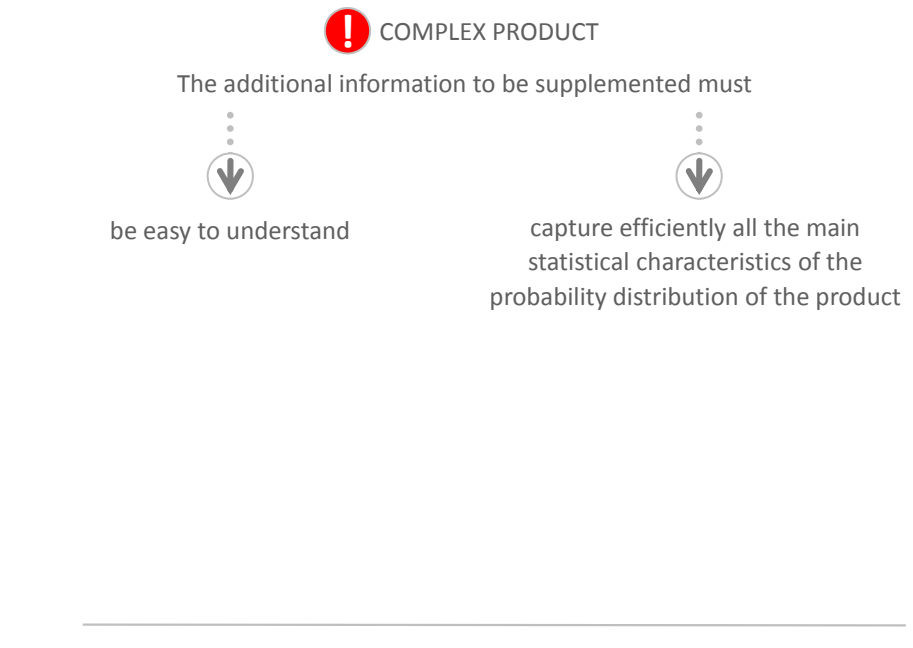 COMPLEX PRODUCT
The additional information to be supplemented must
be easy to understand
capture efficiently all the main
statistical characteristics of the
probability distribution of the product